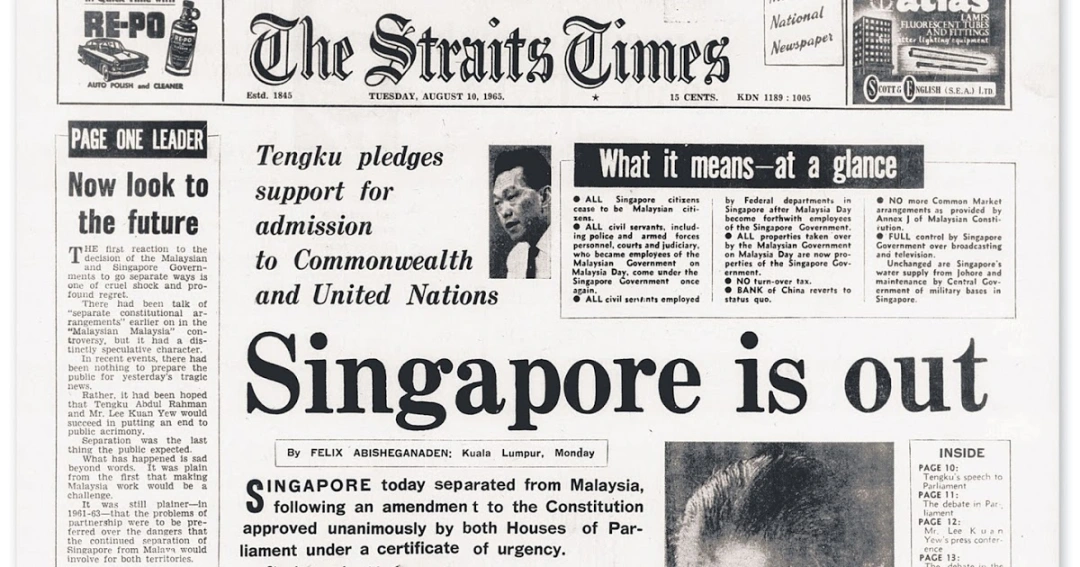 RE-PO
AUTO POLISH and CLEANER
The Straits Times
Estd. 1845
TUESDAY, AUGUST 10, 1965.
15 CENTS.
KDN 1189 : 1005
National
Newspaper
atlas
LAMPS
FLUORESCENT TUBES
AND FITTINGS
lighting equipment
SCOTT & ENGLISH (S.E.A.) LTD.
PAGE ONE LEADER
Now look to
the future
THE first reaction to the
decision of the Malaysian
and Singapore Govern-
ments to go separate ways is
one of cruel shock and pro-
found regret.
There had been talk of
"separate constitutional ar-
rangements" earlier on in the
"Malaysian Malaysia" con-
troversy, but it had a dis-
tinctly speculative character.
In recent events, there had
been nothing to prepare the
public for yesterday's tragic
news.
Rather, it had been hoped
that Tengku Abdul Rahman
and Mr. Lee Kuan Yew would
succeed in putting an end to
public acrimony.
Separation was the last
thing the public expected.
What has happened is sad
beyond words. It was plain
from the first that making
Malaysia work would be a
challenge.
It was still plainer—in
1961-63—that the problems of
partnership were to be pre-
ferred over the dangers that
the continued separation of
Singapore from Malaya would
involve for both territories.
Tengku pledges
support for
admission
to Commonwealth
and United Nations
What it means—at a glance
● ALL Singapore citizens
cease to be Malaysian citi-
zens.
● ALL civil servants, includ-
ing police and armed forces
personnel, courts and judiciary,
who became employees of the
Malaysian Government on
Malaysia Day, come under the
Singapore Government once
again.
● ALL civil servants employed
by Federal departments in
Singapore after Malaysia Day
become forthwith employees
of the Singapore Government.
● ALL properties taken over
by the Malaysian Government
on Malaysia Day are now pro-
perties of the Singapore Gov-
ernment.
● NO turn-over tax.
● BANK of China reverts to
status quo.
● NO more Common Market
arrangements as provided by
Annex J of Malaysia Consti-
tution.
● FULL control by Singapore
Government over broadcasting
and television.
Unchanged are Singapore's
water supply from Johore and
maintenance by Central Gov-
ernment of military bases in
Singapore.
Singapore is out
By FELIX ABISHEGANADEN: Kuala Lumpur, Monday
SINGAPORE today separated from Malaysia,
following an amendment to the Constitution
approved unanimously by both Houses of Par-
liament under a certificate of urgency.
INSIDE
PAGE 10:
Tengku's speech to
Parliament
PAGE 11:
The debate in Par-
liament
PAGE 12:
Mr. Lee Kuan
Yew's press confer-
ence
PAGE 13:
The debate in the